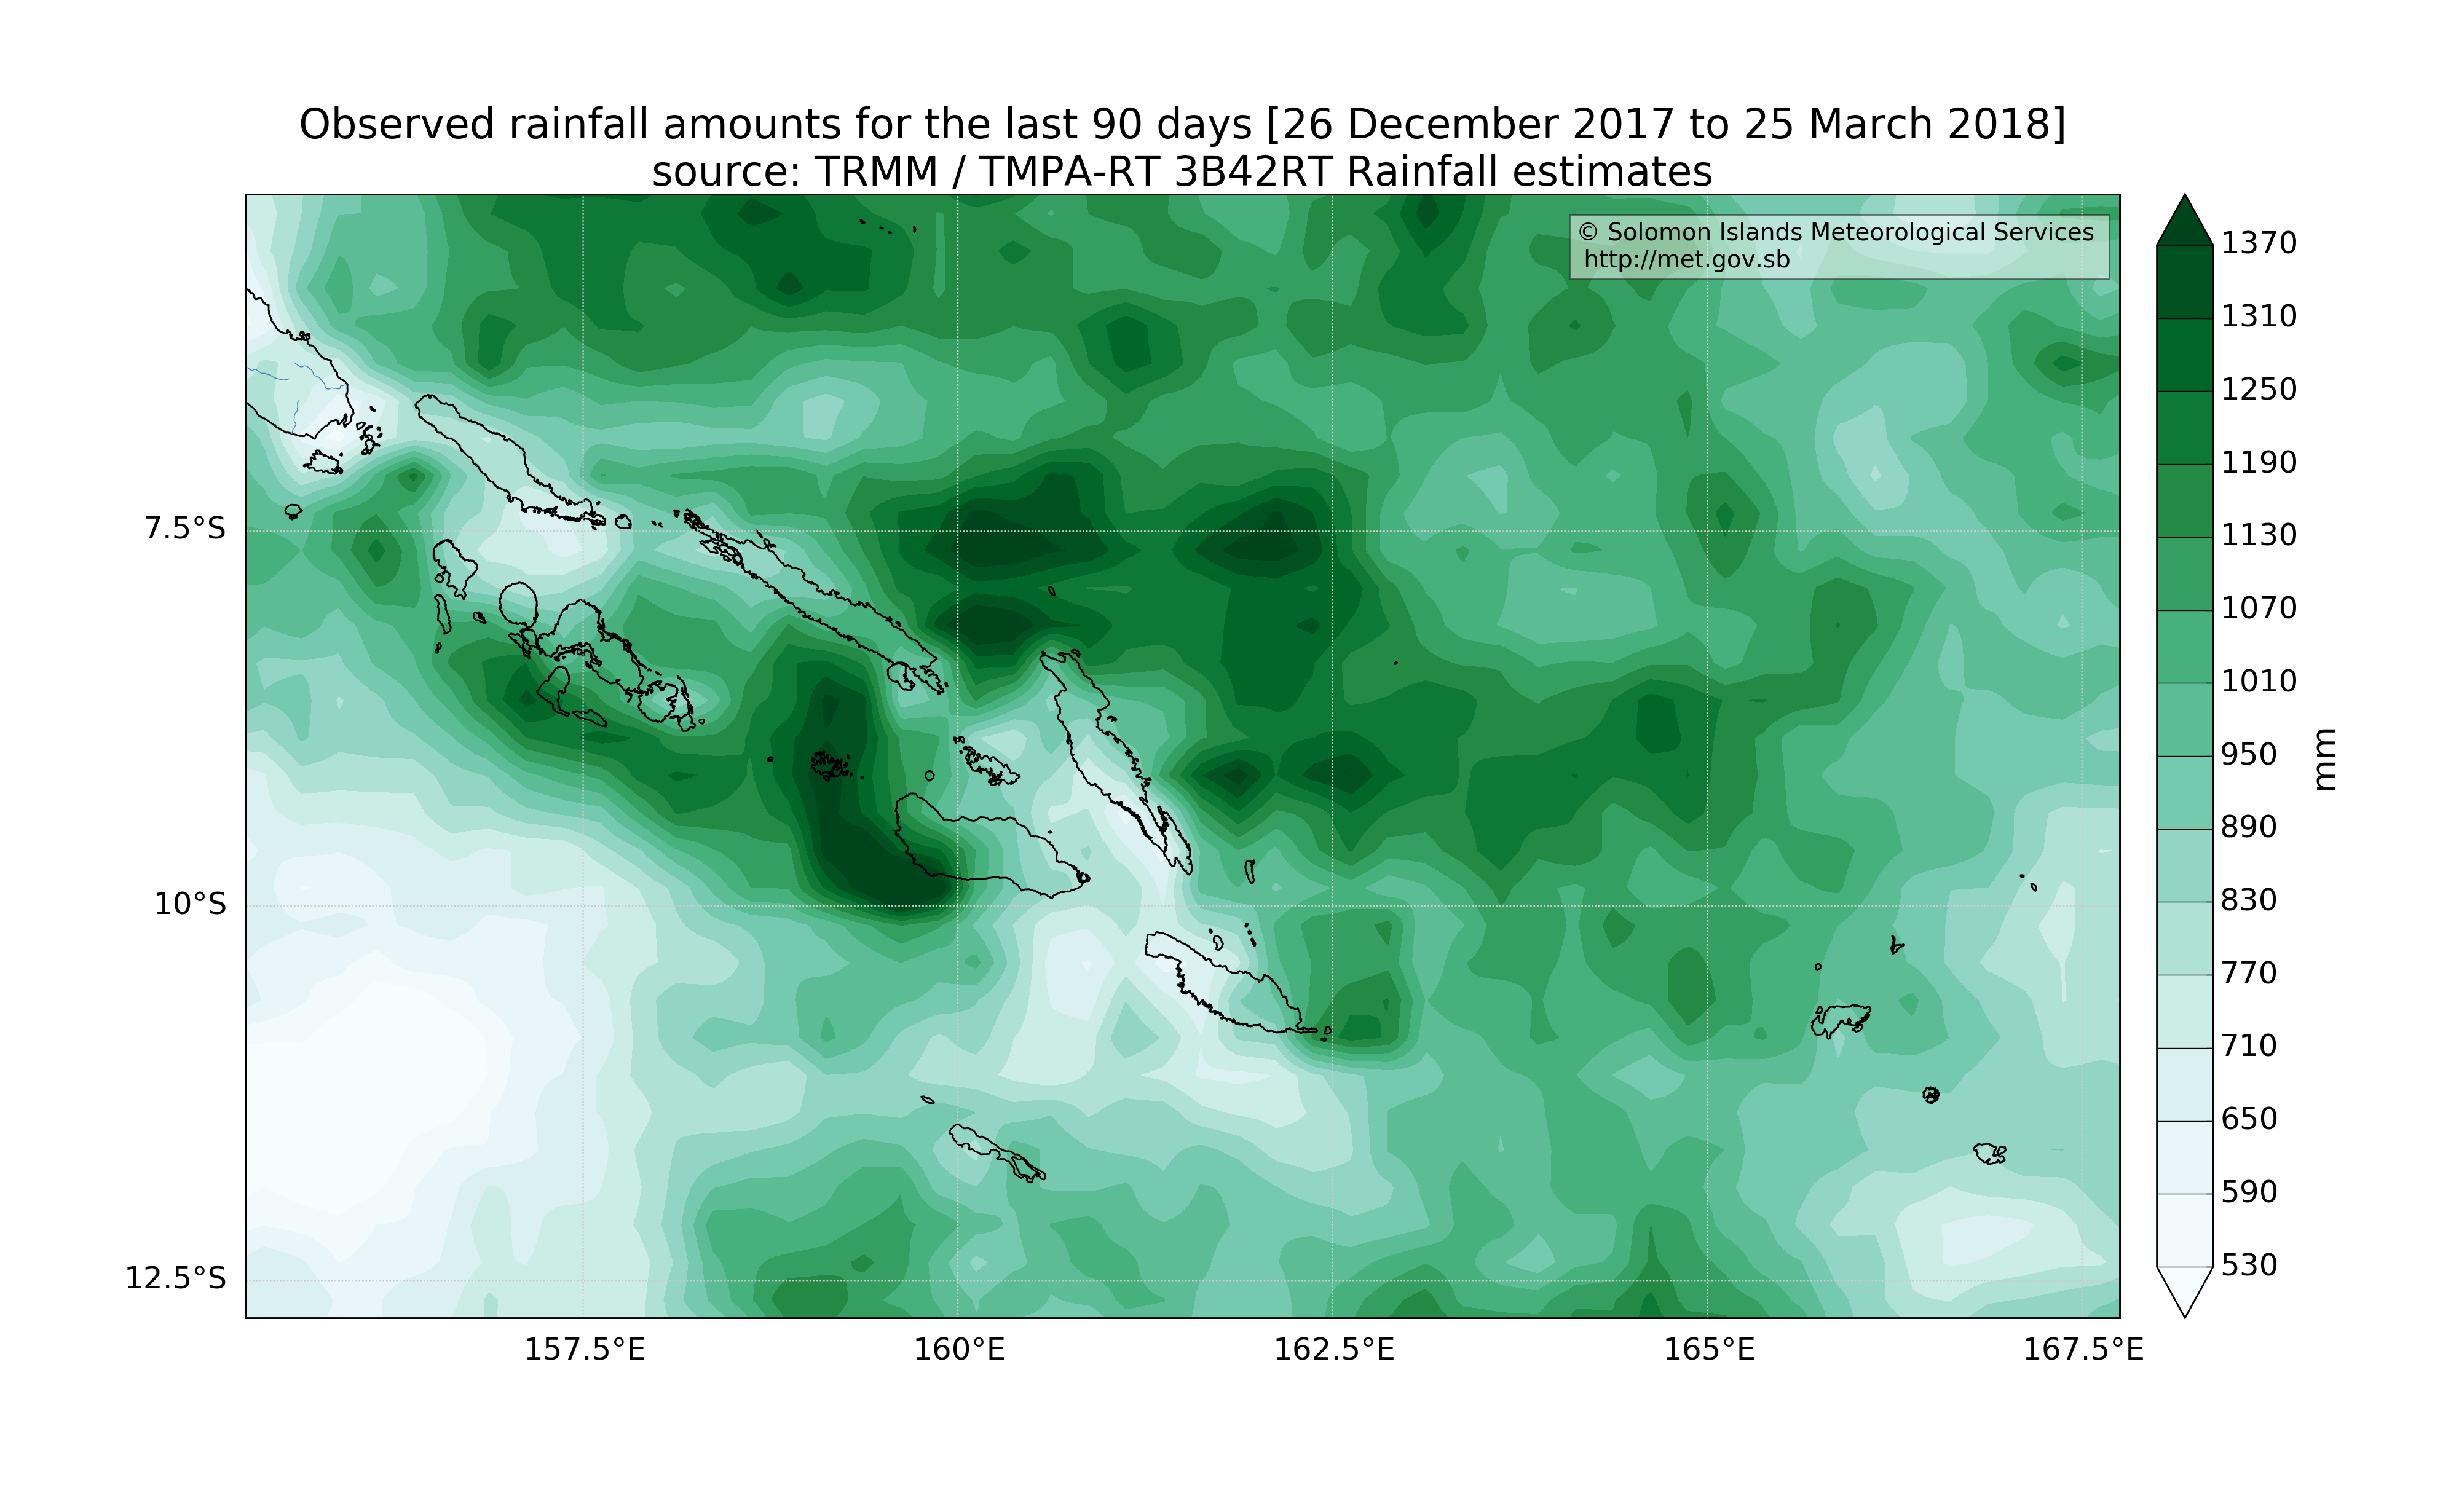 Observed rainfall amounts for the last 90 days [26 December 2017 to 25 March 2018]
source: TRMM / TMPA-RT 3B42RT Rainfall estimates
© Solomon Islands Meteorological Services
http://met.gov.sb
7.5°S
10°S
12.5°S
157.5°E
160°E
162.5°E
165°E
167.5°E
1370
1310
1250
1190
1130
1070
1010
950
890
830
770
710
650
590
530
mm